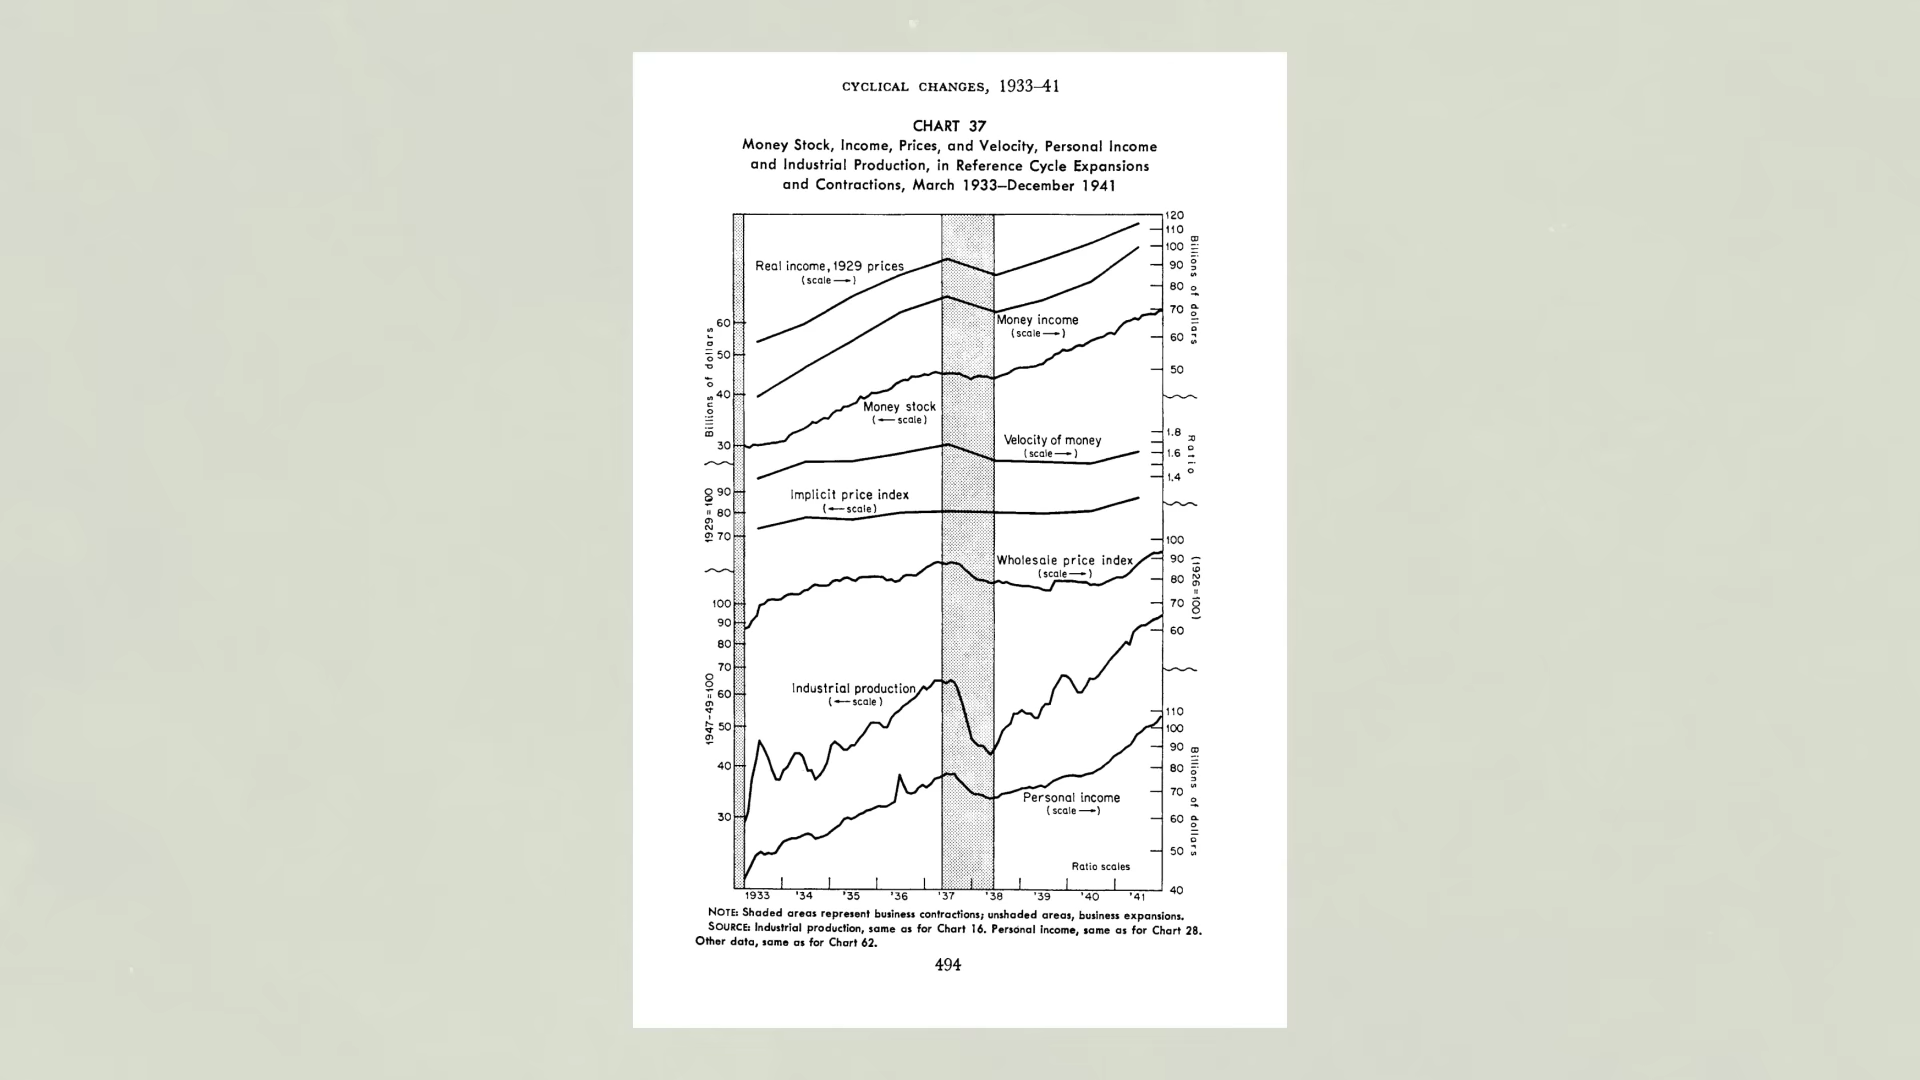 CYCLICAL CHANGES, 1933–41
CHART 37
Money Stock, Income, Prices, and Velocity, Personal Income
and Industrial Production, in Reference Cycle Expansions
and Contractions, March 1933–December 1941
120
110
100
90
80
70
60
50
Billions of dollars
Real income, 1929 prices
(scale→)
60
50
40
30
Billions of dollars
Money income
(scale→)
Money stock
(←scale)
Velocity of money
(scale→)
1.8
1.6
1.4
Ratio
90
80
70
1929=100
Implicit price index
(←scale)
Wholesale price index
(scale→)
100
90
80
70
60
(1926=100)
100
90
80
70
60
50
40
30
1947-49=100
Industrial production
(←scale)
Personal income
(scale→)
110
100
90
80
70
60
50
40
Billions of dollars
Ratio scales
1933 '34 '35 '36 '37 '38 '39 '40 '41
NOTE: Shaded areas represent business contractions; unshaded areas, business expansions.
SOURCE: Industrial production, same as for Chart 16. Personal income, same as for Chart 28.
Other data, same as for Chart 62.
494